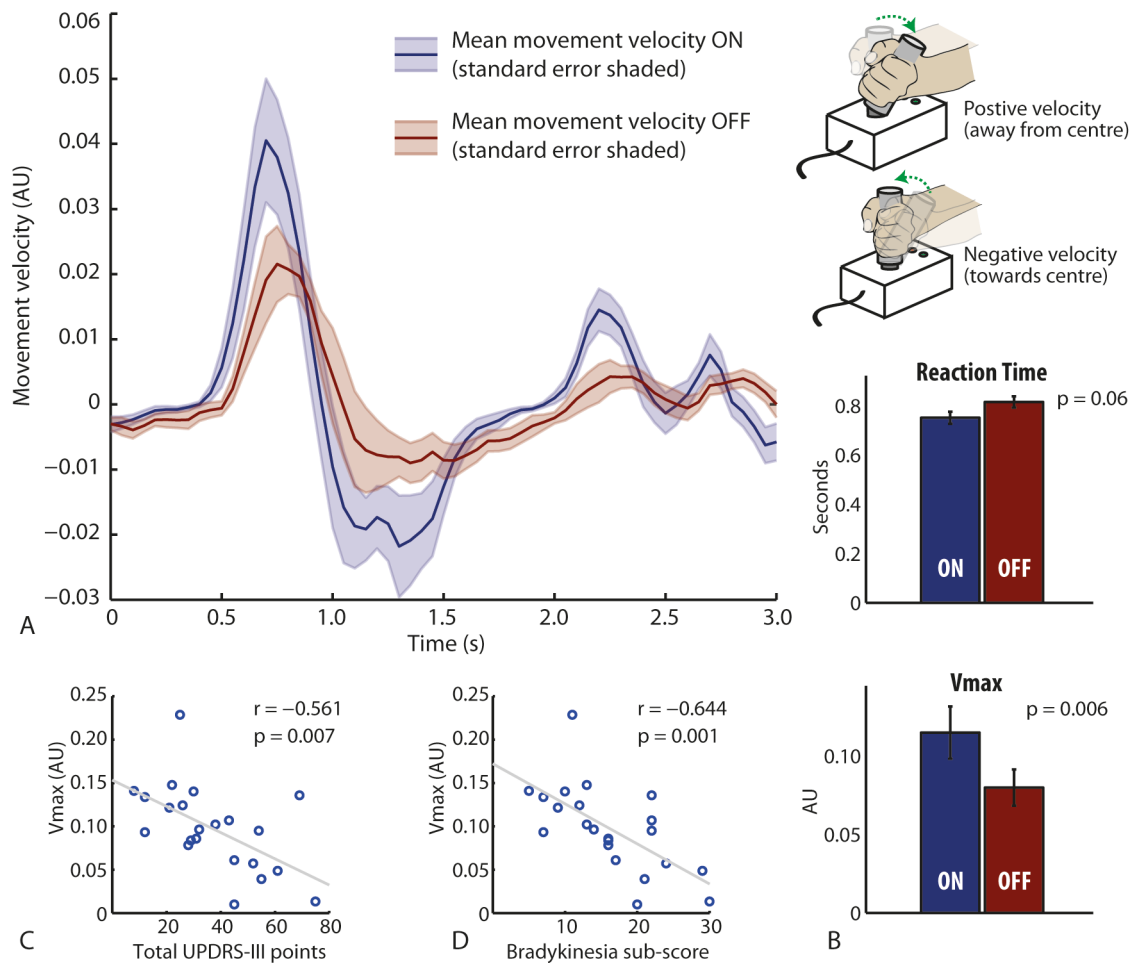 0.06
0.05
0.04
0.03
0.02
0.01
0
−0.01
−0.02
−0.03
Movement velocity (AU)
Mean movement velocity ON
(standard error shaded)
Mean movement velocity OFF
(standard error shaded)
0 0.5 1.0 1.5 2.0 2.5 3.0
Time (s)
A
Postive velocity
(away from centre)
Negative velocity
(towards centre)
Reaction Time
p = 0.06
0.8
0.6
0.4
0.2
0
Seconds
ON OFF
0.25
0.20
0.15
0.10
0.05
0
Vmax (AU)
r = −0.561
p = 0.007
0 20 40 60 80
Total UPDRS-III points
C
0.25
0.20
0.15
0.10
0.05
0
Vmax (AU)
r = −0.644
p = 0.001
0 10 20 30
Bradykinesia sub-score
D
Vmax
p = 0.006
0.10
0.05
0
AU
ON OFF
B